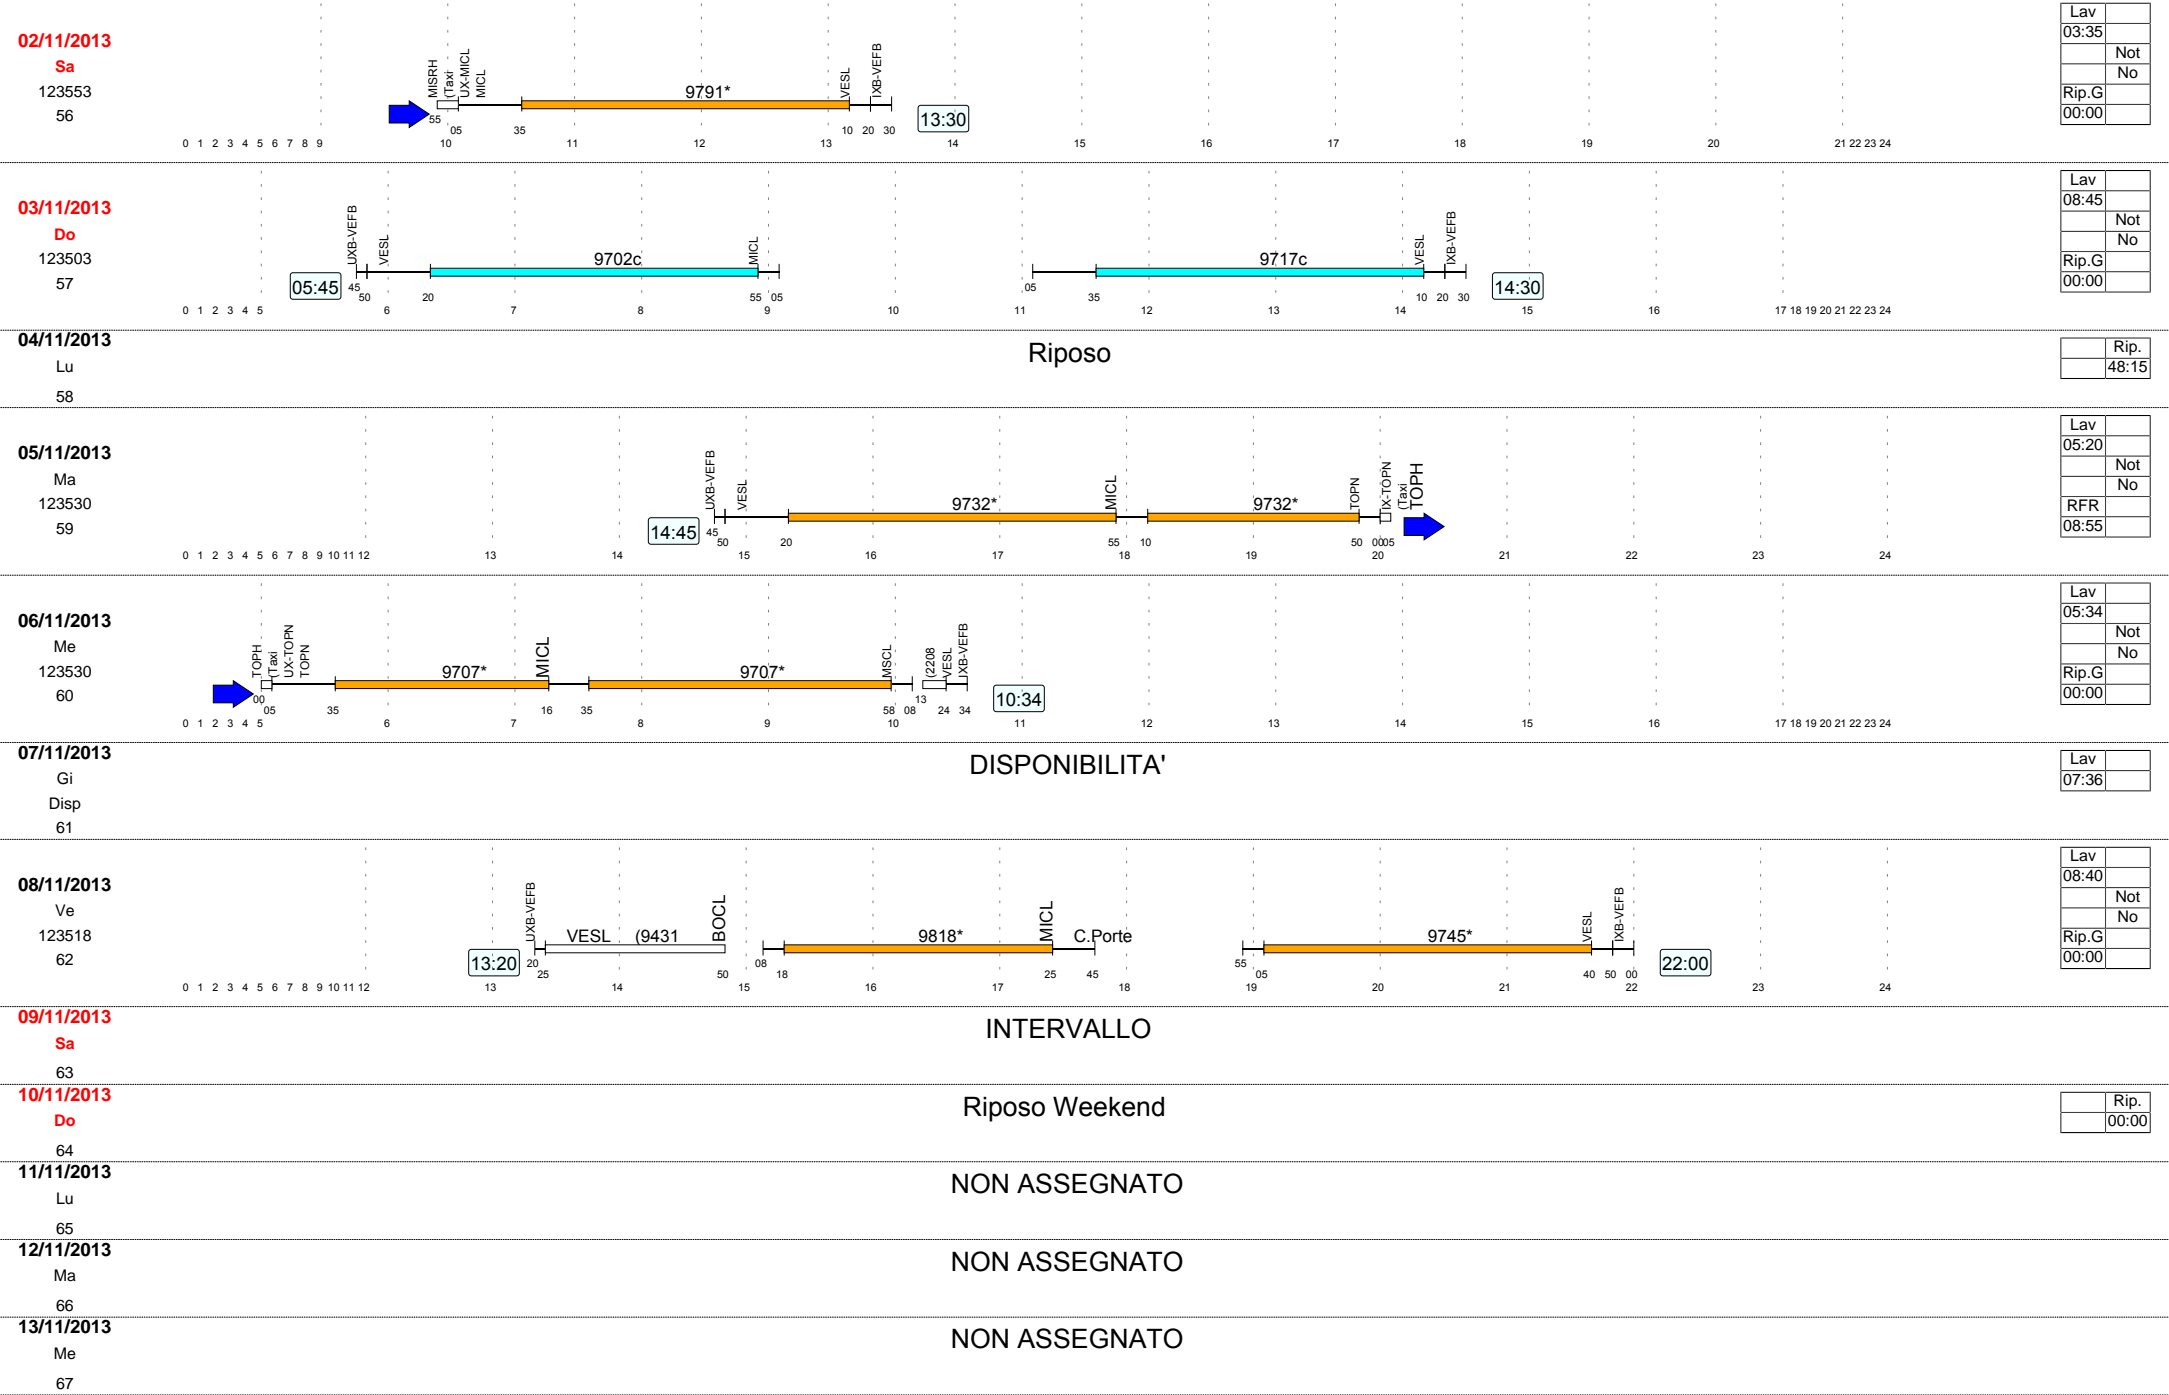 02/11/2013
Sa
123553
56
MISRH
(Taxi
UX-MICL
MICL
9791*
VESL
IXB-VEFB
55
05
35
10 20 30
13:30
0 1 2 3 4 5 6 7 8 9 10 11 12 13 14 15 16 17 18 19 20 21 22 23 24
Lav
03:35
Not
No
Rip.G
00:00
03/11/2013
Do
123503
57
05:45
UXB-VEFB
VESL
9702c
MICL
9717c
VESL
IXB-VEFB
45
50
20
55 05
05
35
10 20 30
14:30
0 1 2 3 4 5 6 7 8 9 10 11 12 13 14 15 16 17 18 19 20 21 22 23 24
Lav
08:45
Not
No
Rip.G
00:00
04/11/2013
Lu
58
Riposo
Rip.
48:15
05/11/2013
Ma
123530
59
14:45
UXB-VEFB
VESL
9732*
MICL
9732*
TOPN
IX-TOPN
(Taxi
TOPH
45
50
20
55 10
50 00 05
0 1 2 3 4 5 6 7 8 9 10 11 12 13 14 15 16 17 18 19 20 21 22 23 24
Lav
05:20
Not
No
RFR
08:55
06/11/2013
Me
123530
60
TOPH
(Taxi
UX-TOPN
TOPN
9707*
MICL
9707*
MSCL
(2208
VESL
IXB-VEFB
00
05
35
16 35
58 08 13 24 34
10:34
0 1 2 3 4 5 6 7 8 9 10 11 12 13 14 15 16 17 18 19 20 21 22 23 24
Lav
05:34
Not
No
Rip.G
00:00
07/11/2013
Gi
Disp
61
DISPONIBILITA'
Lav
07:36
08/11/2013
Ve
123518
62
13:20
UXB-VEFB
VESL (9431
BOCL
9818*
MICL
C.Porte
9745*
VESL
IXB-VEFB
20
25
50
08
18
25 45
55
05
40 50 00
22:00
0 1 2 3 4 5 6 7 8 9 10 11 12 13 14 15 16 17 18 19 20 21 22 23 24
Lav
08:40
Not
No
Rip.G
00:00
09/11/2013
Sa
63
INTERVALLO
10/11/2013
Do
64
Riposo Weekend
Rip.
00:00
11/11/2013
Lu
65
NON ASSEGNATO
12/11/2013
Ma
66
NON ASSEGNATO
13/11/2013
Me
67
NON ASSEGNATO